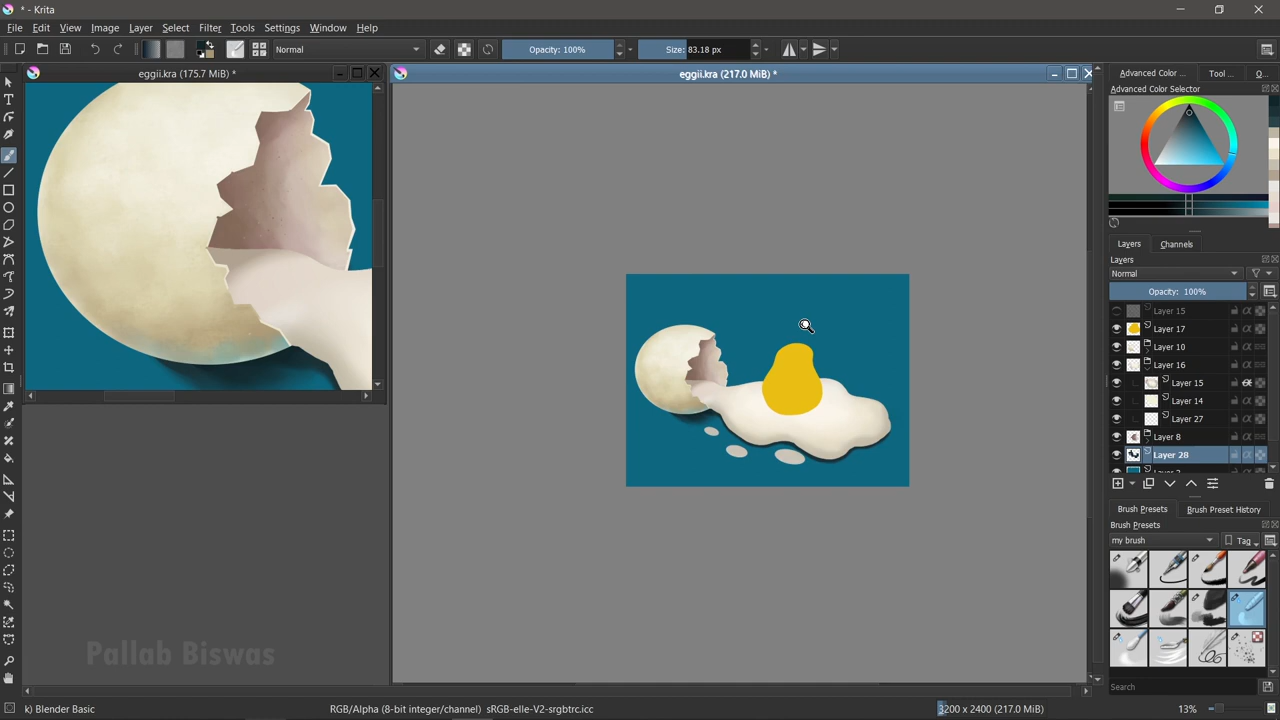 * - Krita
File Edit View Image Layer Select Filter Tools Settings Window Help
Normal Opacity: 100% Size: 83.18 px
eggii.kra (175.7 MiB) *
eggii.kra (217.0 MiB) *
Advanced Color ... Tool ... O...
Advanced Color Selector
Layers Channels
Layers
Normal
Opacity: 100%
Layer 15
Layer 17
Layer 10
Layer 16
Layer 15
Layer 14
Layer 27
Layer 8
Layer 28
Brush Presets Brush Preset History
Brush Presets
my brush Tag
Search
Pallab Biswas
k) Blender Basic RGB/Alpha (8-bit integer/channel) sRGB-elle-V2-srgbtrc.icc 3200 x 2400 (217.0 MiB) 13%